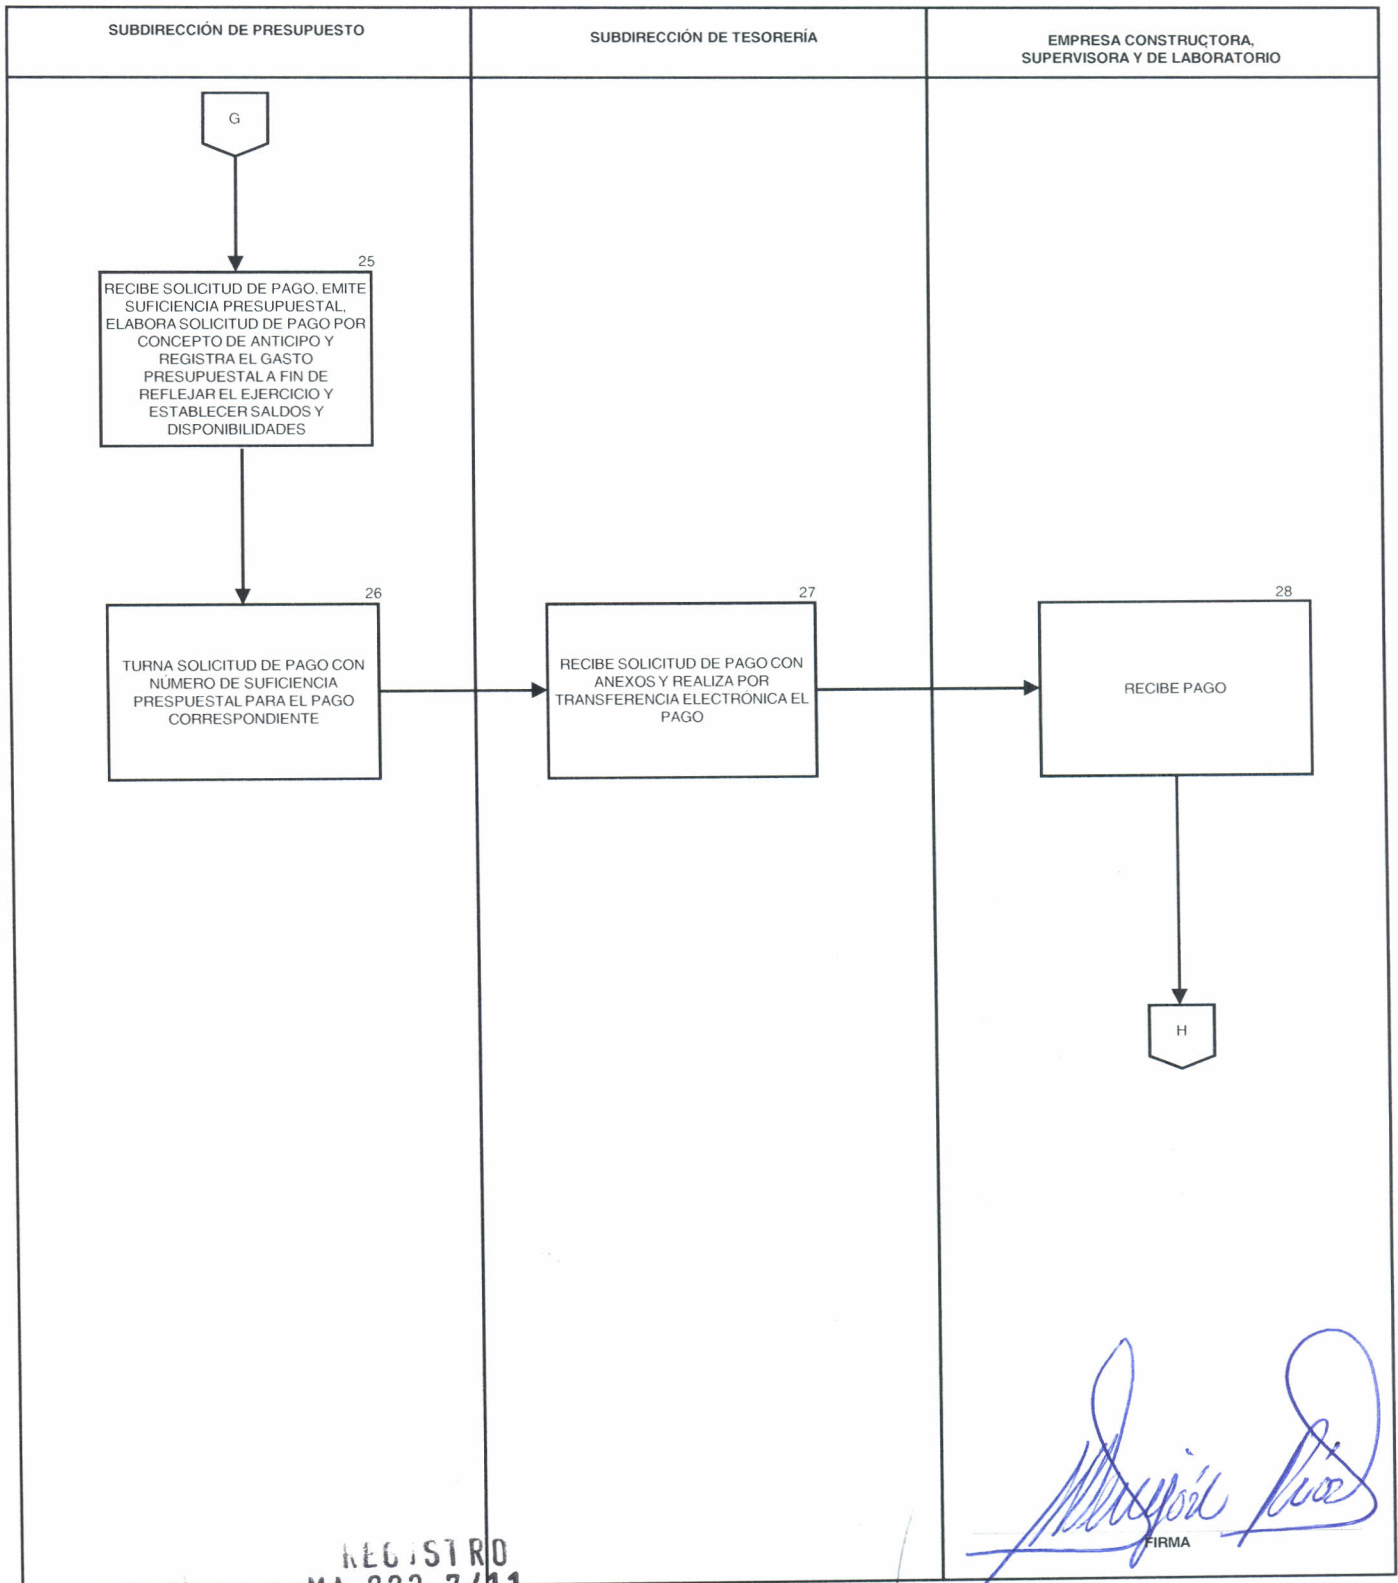 SUBDIRECCIÓN DE PRESUPUESTO
SUBDIRECCIÓN DE TESORERÍA
EMPRESA CONSTRUCTORA,
SUPERVISORA Y DE LABORATORIO
G
25
RECIBE SOLICITUD DE PAGO. EMITE
SUFICIENCIA PRESUPUESTAL,
ELABORA SOLICITUD DE PAGO POR
CONCEPTO DE ANTICIPO Y
REGISTRA EL GASTO
PRESUPUESTAL A FIN DE
REFLEJAR EL EJERCICIO Y
ESTABLECER SALDOS Y
DISPONIBILIDADES
26
TURNA SOLICITUD DE PAGO CON
NÚMERO DE SUFICIENCIA
PRESPUESTAL PARA EL PAGO
CORRESPONDIENTE
27
RECIBE SOLICITUD DE PAGO CON
ANEXOS Y REALIZA POR
TRANSFERENCIA ELECTRÓNICA EL
PAGO
28
RECIBE PAGO
H
FIRMA
REGISTRO